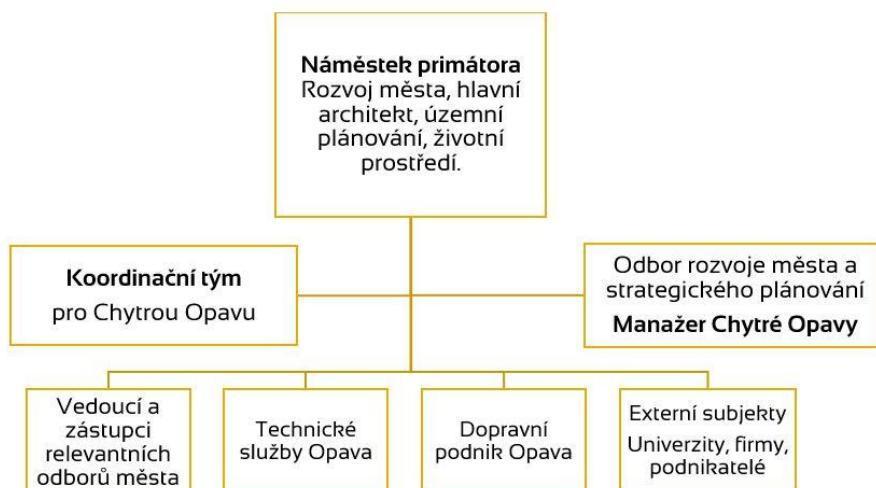 Náměstek primátora
Rozvoj města, hlavní
architekt, územní
plánování, životní
prostředí.
Koordinační tým
pro Chytrou Opavu
Odbor rozvoje města a
strategického plánování
Manažer Chytré Opavy
Vedoucí a
zástupci
relevantních
odborů města
Technické
služby Opava
Dopravní
podnik Opava
Externí subjekty
Univerzity, firmy,
podnikatelé